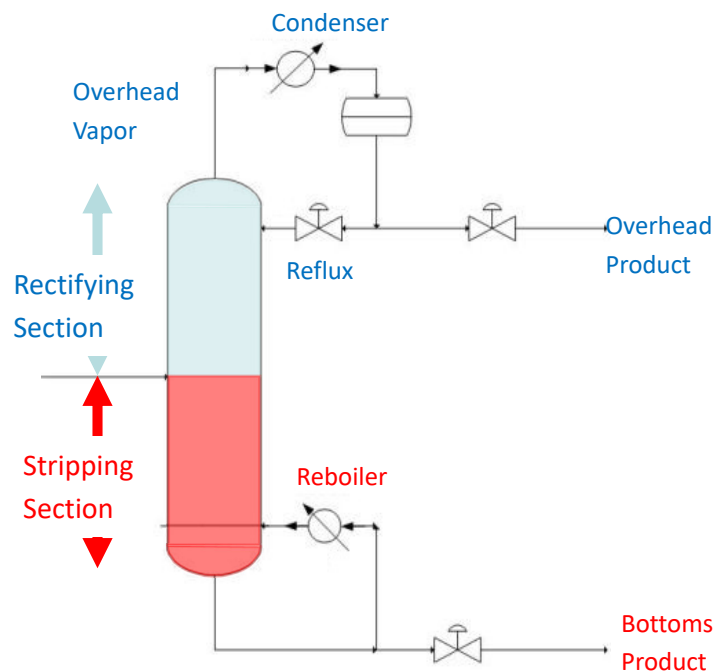 Condenser
Overhead
Vapor
Overhead
Product
Reflux
Rectifying
Section
Stripping
Section
Reboiler
Bottoms
Product